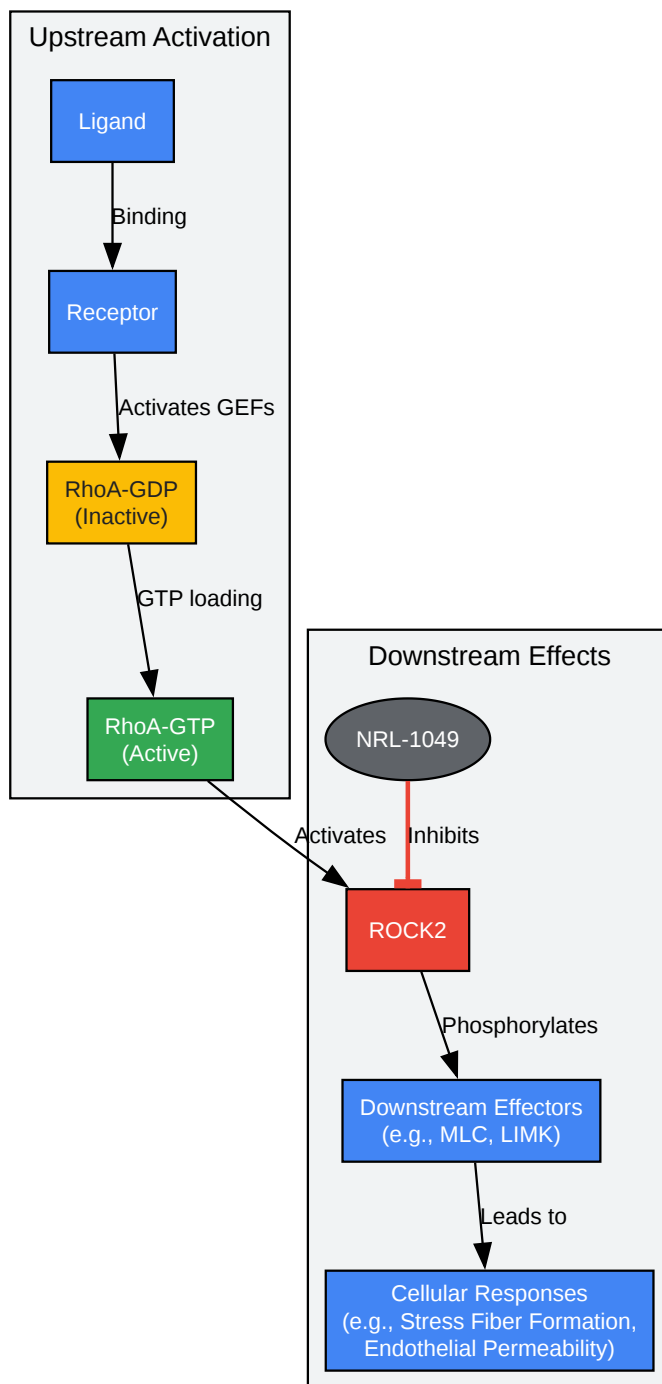 Upstream Activation
Ligand
Binding
Receptor
Activates GEFs
RhoA-GDP
(Inactive)
GTP loading
RhoA-GTP
(Active)
Downstream Effects
NRL-1049
Activates
Inhibits
ROCK2
Phosphorylates
Downstream Effectors
(e.g., MLC, LIMK)
Leads to
Cellular Responses
(e.g., Stress Fiber Formation,
Endothelial Permeability)